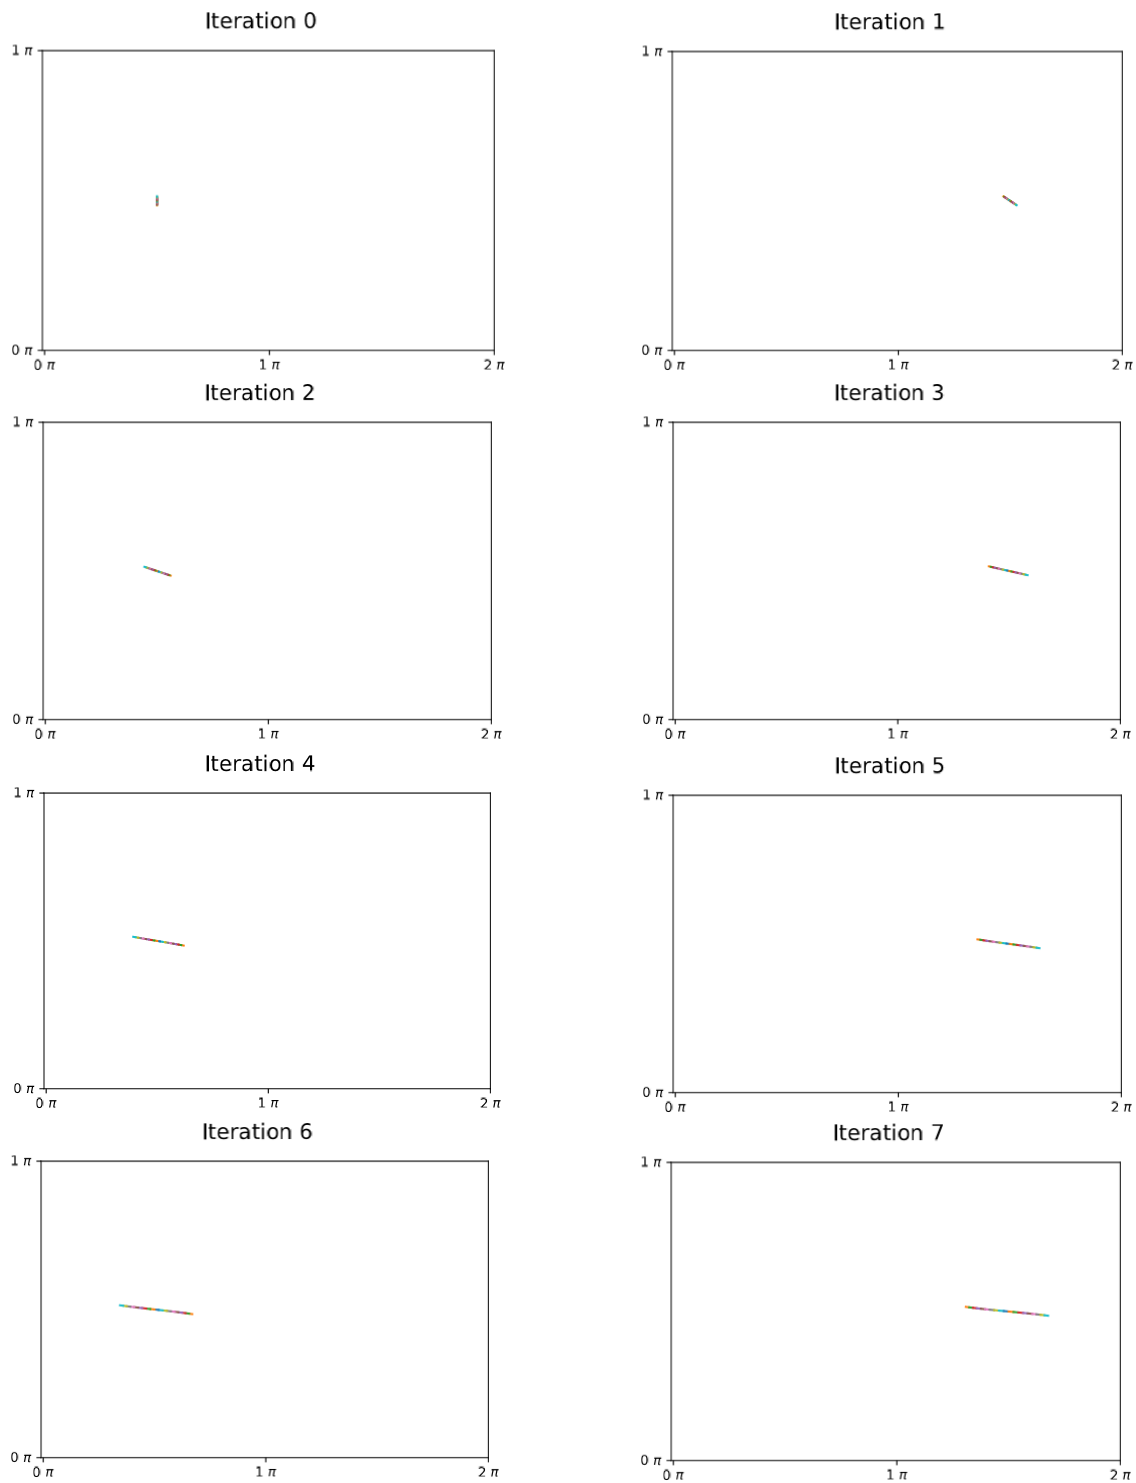 Iteration 0
1 π
0 π
0 π 1 π 2 π
Iteration 1
1 π
0 π
0 π 1 π 2 π
Iteration 2
1 π
0 π
0 π 1 π 2 π
Iteration 3
1 π
0 π
0 π 1 π 2 π
Iteration 4
1 π
0 π
0 π 1 π 2 π
Iteration 5
1 π
0 π
0 π 1 π 2 π
Iteration 6
1 π
0 π
0 π 1 π 2 π
Iteration 7
1 π
0 π
0 π 1 π 2 π